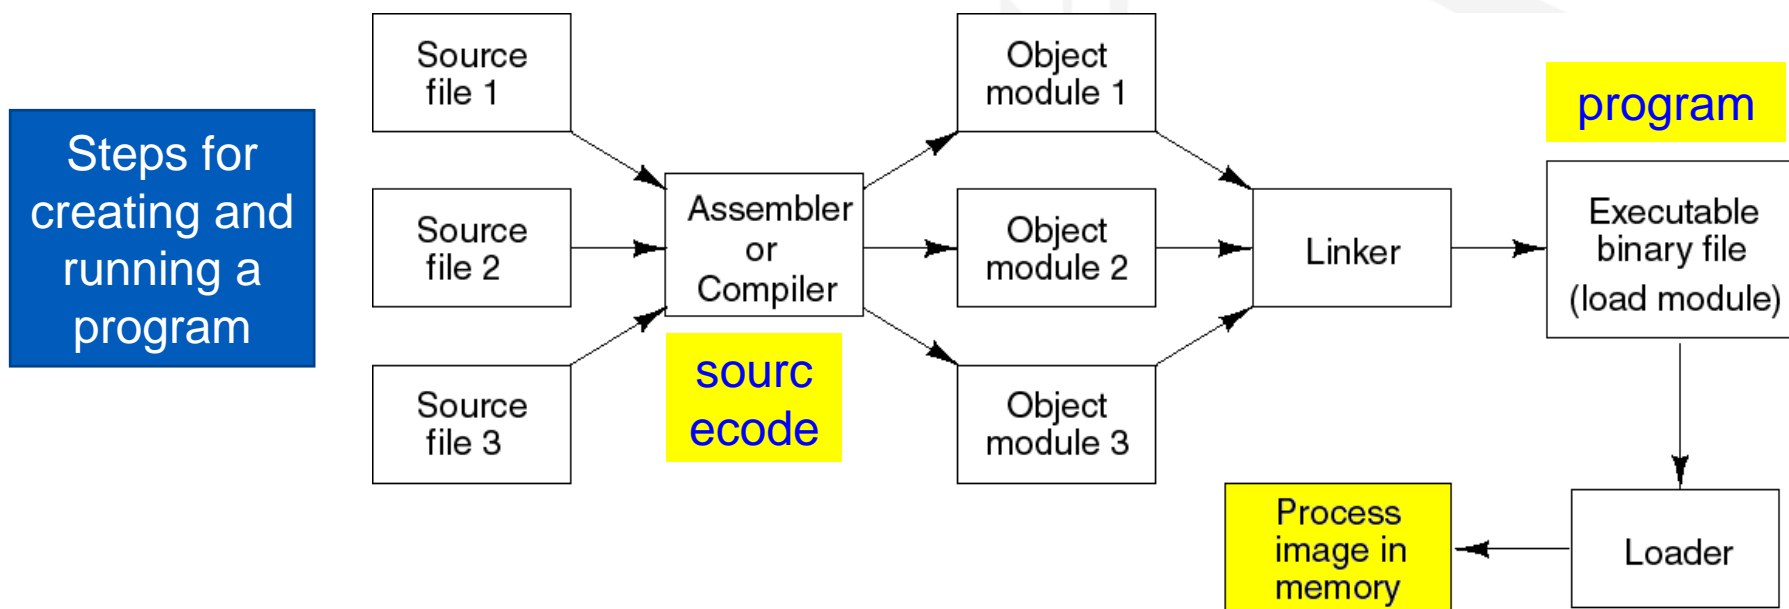 Steps for
creating and
running a
program
Source
file 1
Source
file 2
Source
file 3
Assembler
or
Compiler
sourc
ecode
Object
module 1
Object
module 2
Object
module 3
Linker
program
Executable
binary file
(load module)
Loader
Process
image in
memory